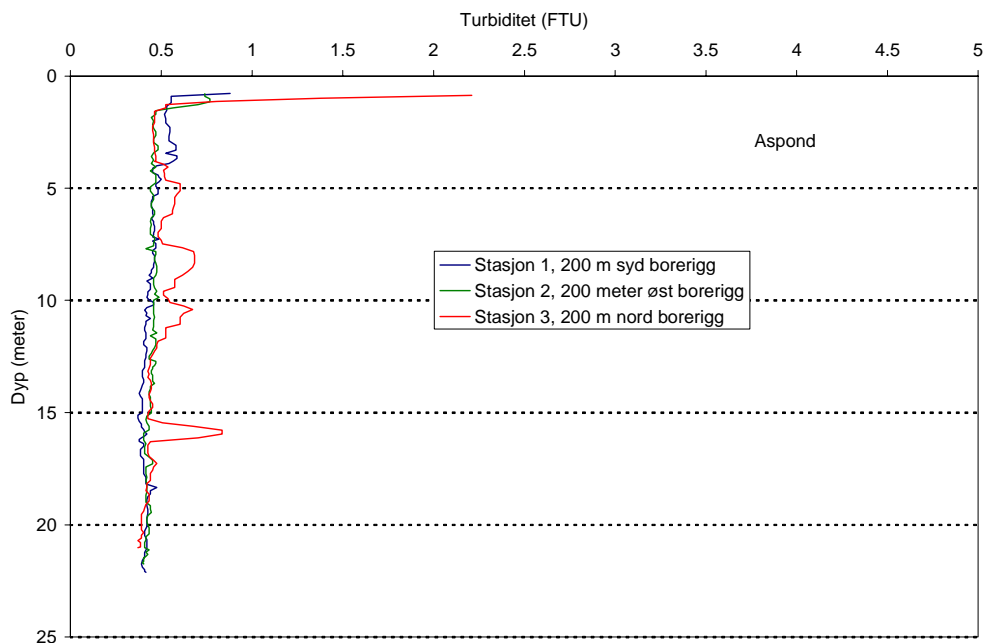 Turbiditet (FTU)
0 0.5 1 1.5 2 2.5 3 3.5 4 4.5 5
0
Aspond
5
Stasjon 1, 200 m syd borerigg
Stasjon 2, 200 meter øst borerigg
Stasjon 3, 200 m nord borerigg
10
Dyp (meter)
15
20
25